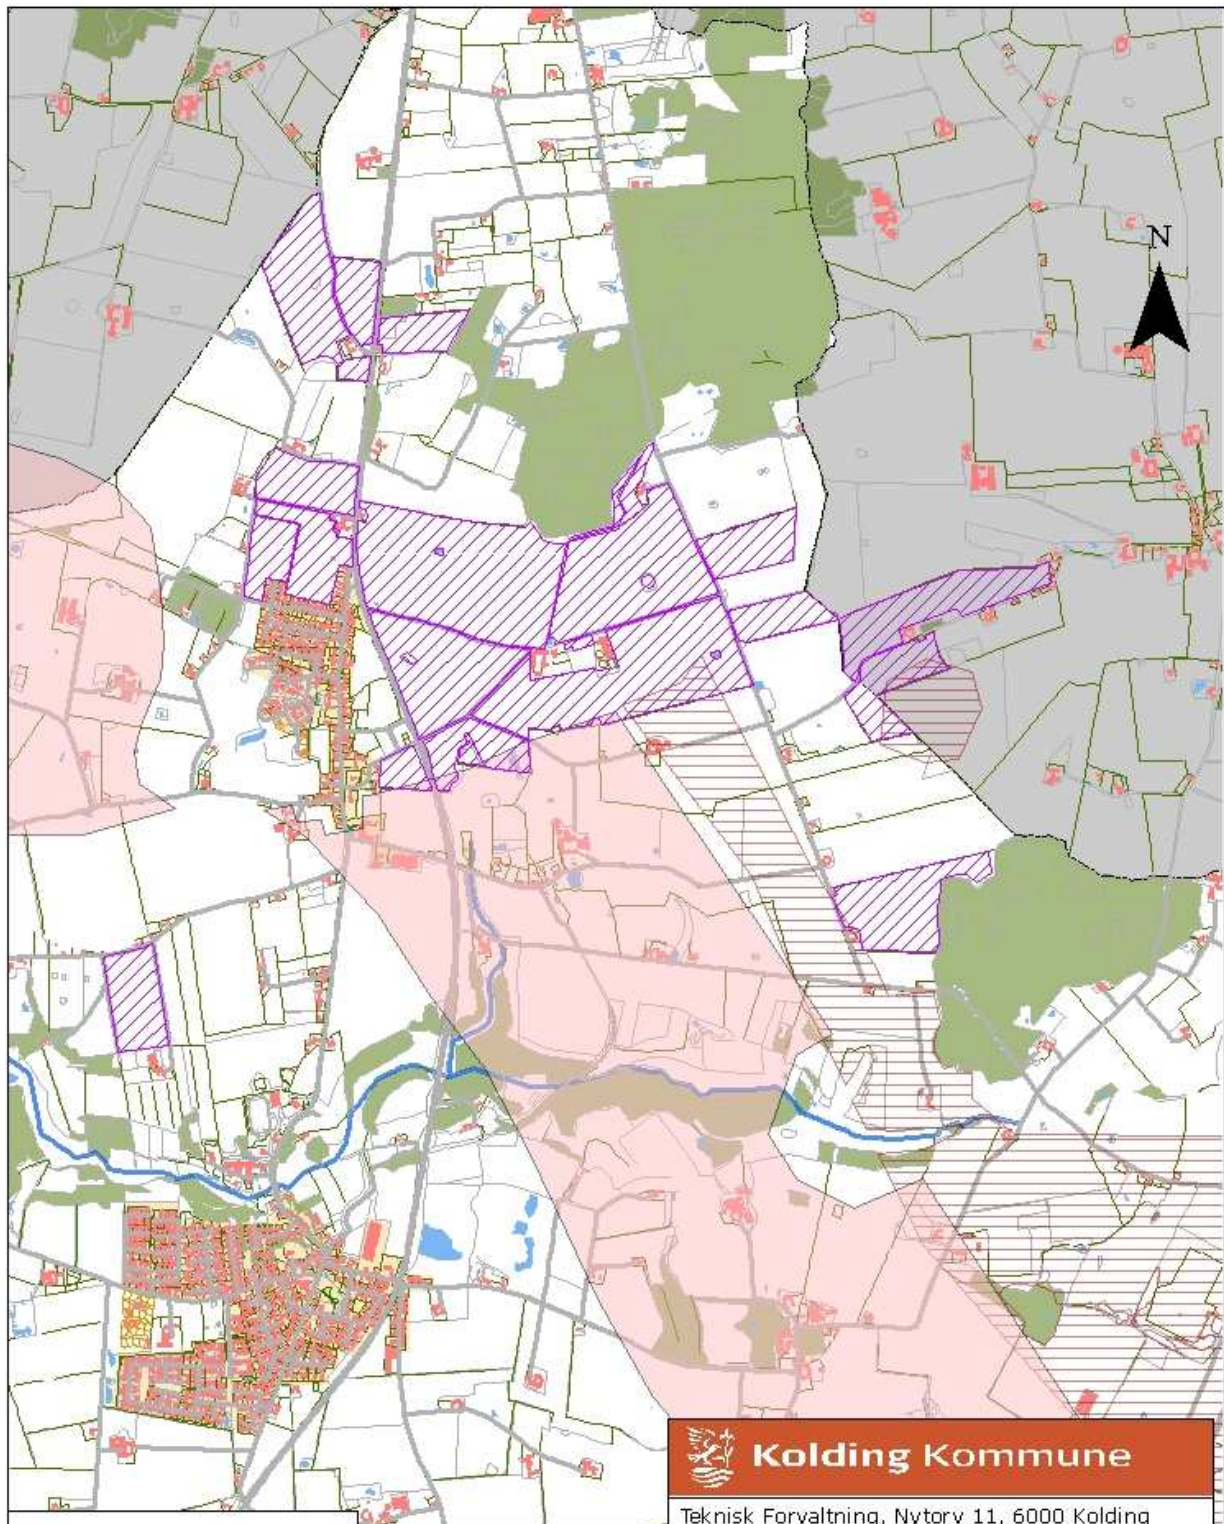 N
Kolding Kommune
Teknisk Forvaltning, Nytorv 11, 6000 Kolding